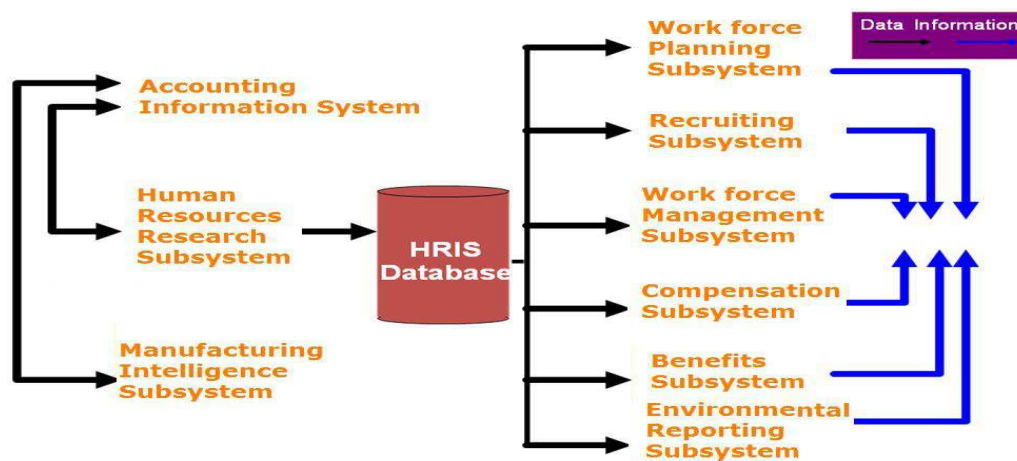 Data Information
Accounting
Information System
Human
Resources
Research
Subsystem
Manufacturing
Intelligence
Subsystem
HRIS
Database
Work force
Planning
Subsystem
Recruiting
Subsystem
Work force
Management
Subsystem
Compensation
Subsystem
Benefits
Subsystem
Environmental
Reporting
Subsystem